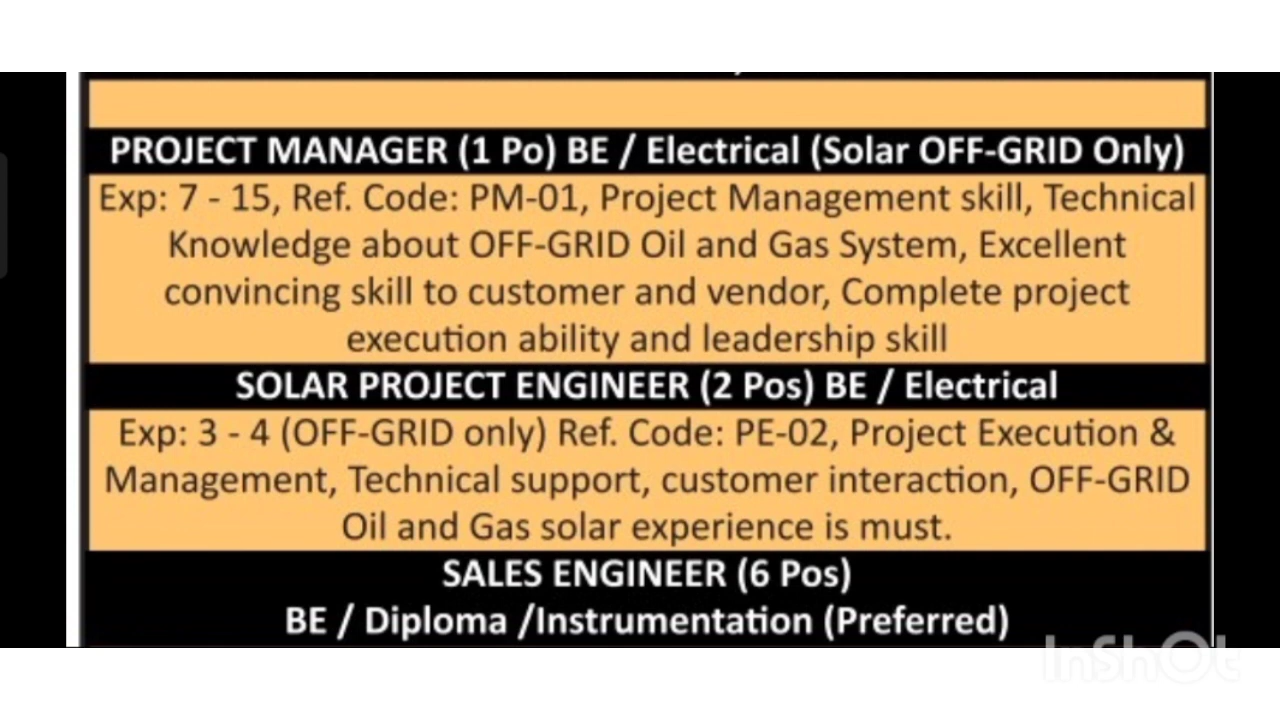 PROJECT MANAGER (1 Po) BE / Electrical (Solar OFF-GRID Only)
Exp: 7 - 15, Ref. Code: PM-01, Project Management skill, Technical
Knowledge about OFF-GRID Oil and Gas System, Excellent
convincing skill to customer and vendor, Complete project
execution ability and leadership skill
SOLAR PROJECT ENGINEER (2 Pos) BE / Electrical
Exp: 3 - 4 (OFF-GRID only) Ref. Code: PE-02, Project Execution &
Management, Technical support, customer interaction, OFF-GRID
Oil and Gas solar experience is must.
SALES ENGINEER (6 Pos)
BE / Diploma /Instrumentation (Preferred)
InShOt